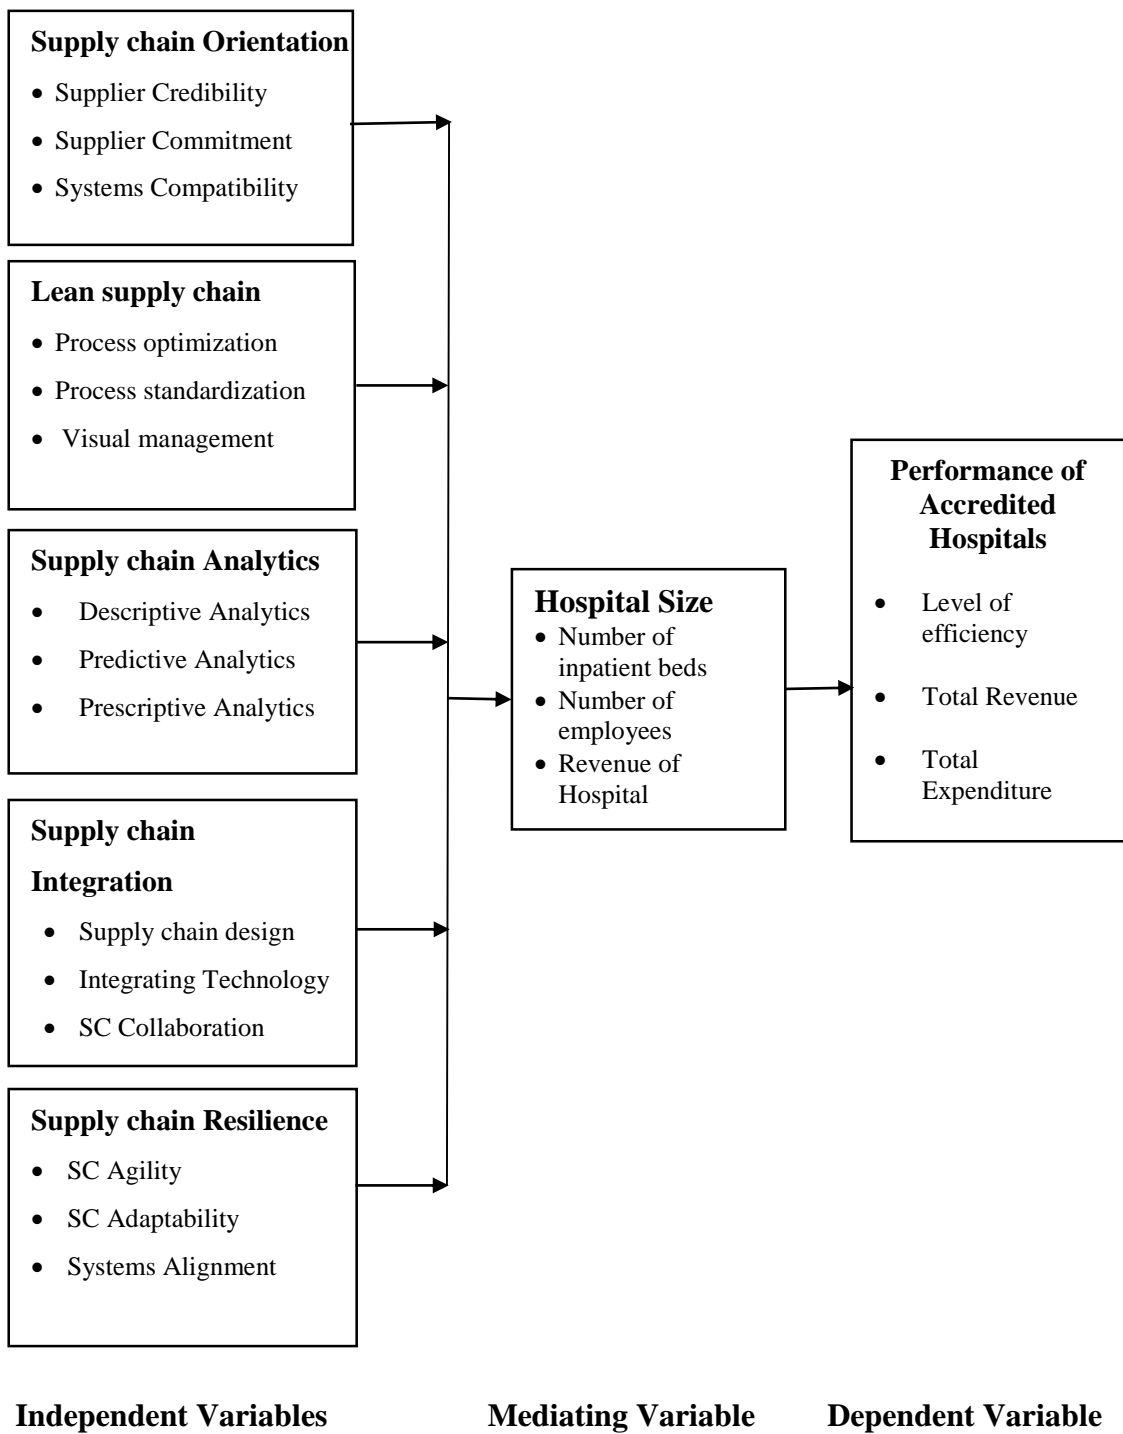 Supply chain Orientation
• Supplier Credibility
• Supplier Commitment
• Systems Compatibility
Lean supply chain
• Process optimization
• Process standardization
• Visual management
Supply chain Analytics
• Descriptive Analytics
• Predictive Analytics
• Prescriptive Analytics
Supply chain
Integration
• Supply chain design
• Integrating Technology
• SC Collaboration
Supply chain Resilience
• SC Agility
• SC Adaptability
• Systems Alignment
Hospital Size
• Number of
inpatient beds
• Number of
employees
• Revenue of
Hospital
Performance of
Accredited
Hospitals
• Level of
efficiency
• Total Revenue
• Total
Expenditure
Independent Variables
Mediating Variable
Dependent Variable